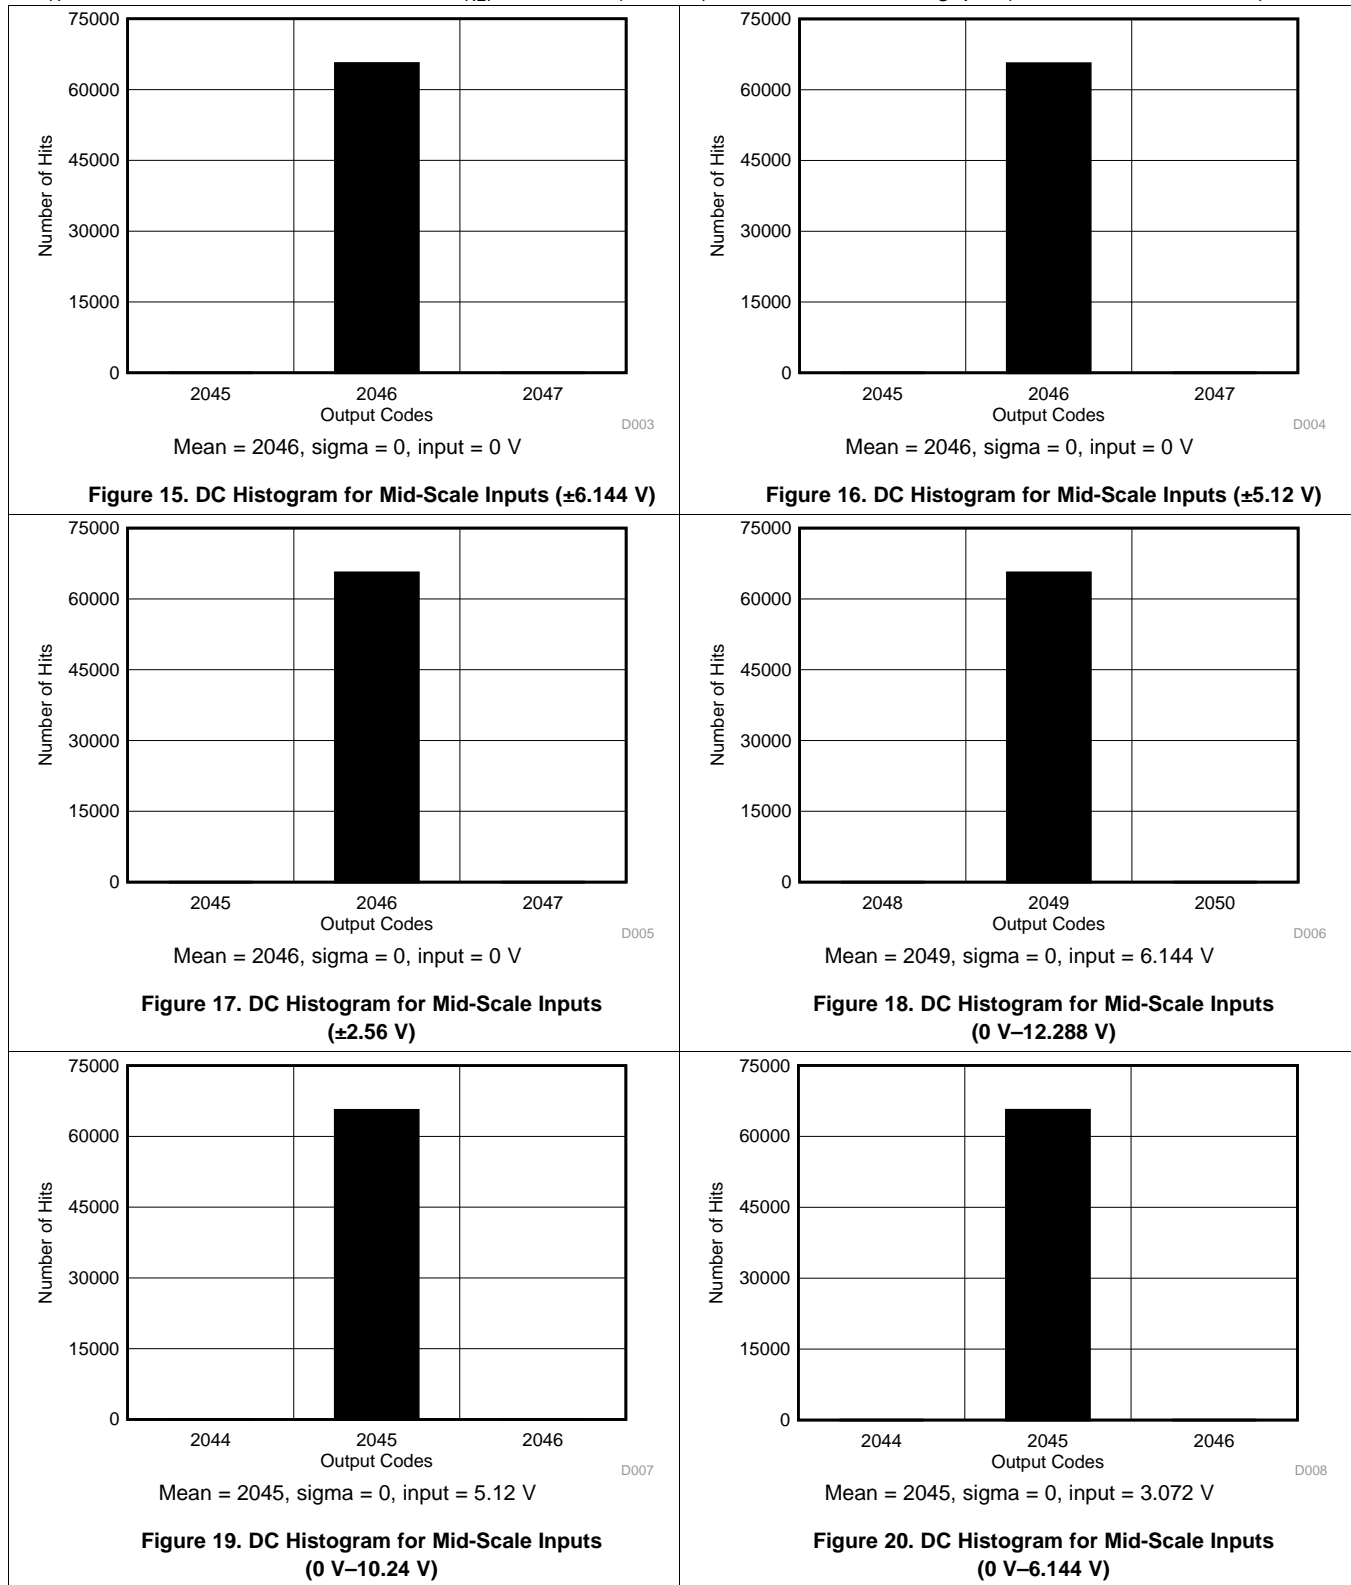 75000
60000
45000
30000
15000
0
Number of Hits
2045 2046 2047
Output Codes
D003
Mean = 2046, sigma = 0, input = 0 V
Figure 15. DC Histogram for Mid-Scale Inputs (±6.144 V)
75000
60000
45000
30000
15000
0
Number of Hits
2045 2046 2047
Output Codes
D004
Mean = 2046, sigma = 0, input = 0 V
Figure 16. DC Histogram for Mid-Scale Inputs (±5.12 V)
75000
60000
45000
30000
15000
0
Number of Hits
2045 2046 2047
Output Codes
D005
Mean = 2046, sigma = 0, input = 0 V
Figure 17. DC Histogram for Mid-Scale Inputs
(±2.56 V)
75000
60000
45000
30000
15000
0
Number of Hits
2048 2049 2050
Output Codes
D006
Mean = 2049, sigma = 0, input = 6.144 V
Figure 18. DC Histogram for Mid-Scale Inputs
(0 V–12.288 V)
75000
60000
45000
30000
15000
0
Number of Hits
2044 2045 2046
Output Codes
D007
Mean = 2045, sigma = 0, input = 5.12 V
Figure 19. DC Histogram for Mid-Scale Inputs
(0 V–10.24 V)
75000
60000
45000
30000
15000
0
Number of Hits
2044 2045 2046
Output Codes
D008
Mean = 2045, sigma = 0, input = 3.072 V
Figure 20. DC Histogram for Mid-Scale Inputs
(0 V–6.144 V)